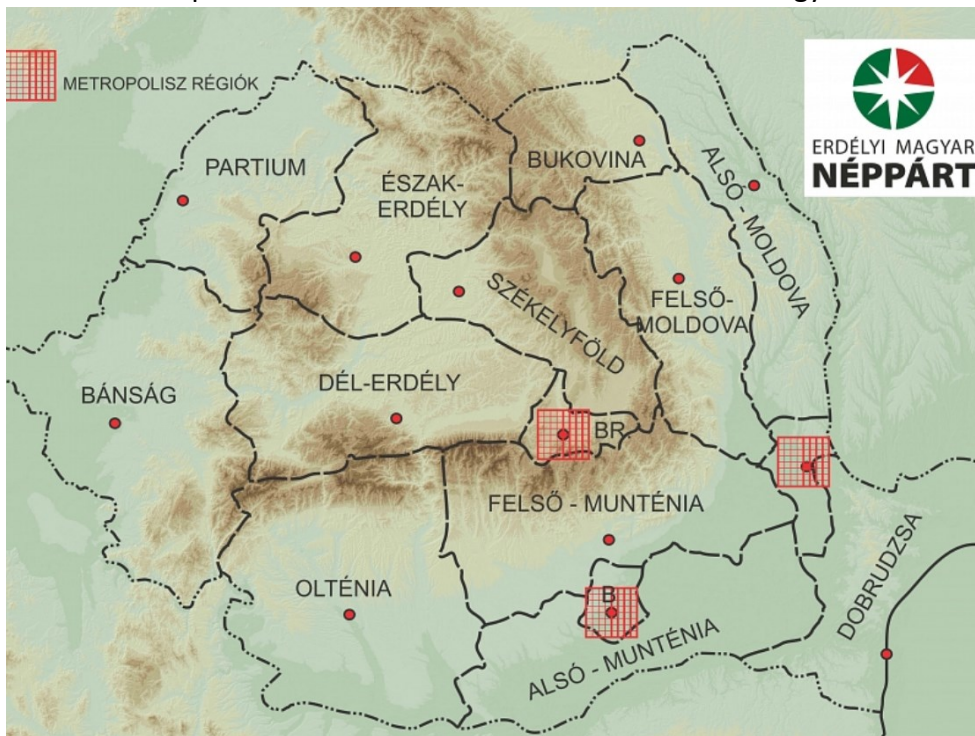 METROPOLISZ RÉGIÓK
ERDÉLYI MAGYAR
NÉPPÁRT
PARTIUM
ÉSZAK-
ERDÉLY
BUKOVINA
ALSÓ - MOLDOVA
SZÉKELYFÖLD
FELSŐ-
MOLDOVA
BÁNSÁG
DÉL-ERDÉLY
BR
FELSŐ - MUNTÉNIA
OLTÉNIA
B
ALSÓ - MUNTÉNIA
DOBRUDZSA